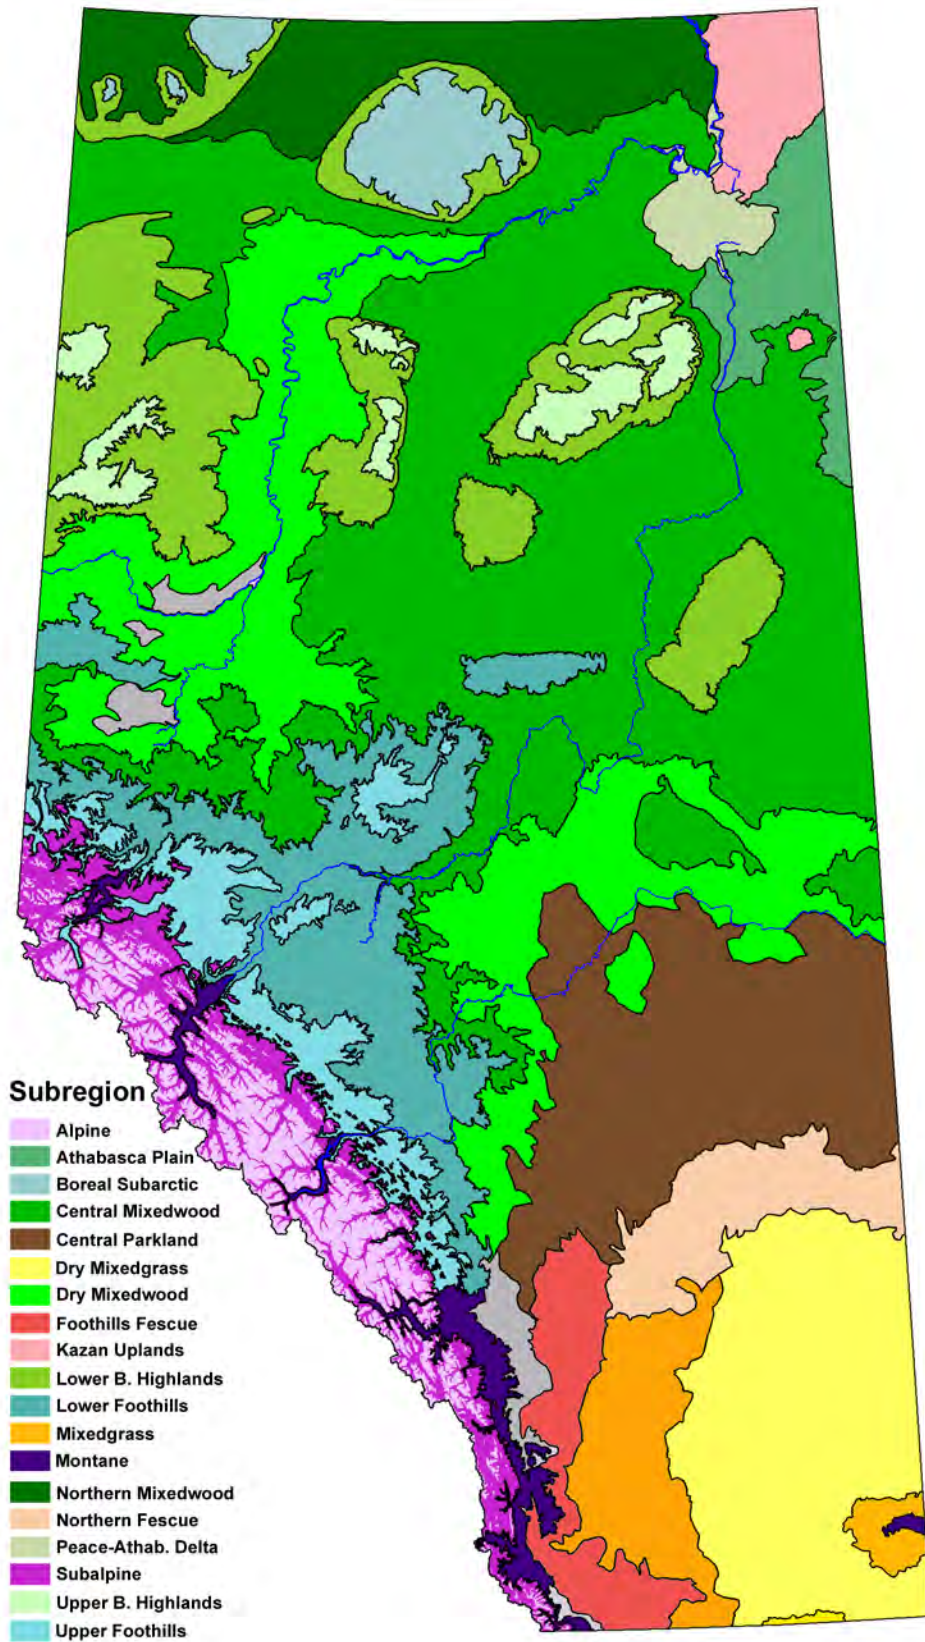 Subregion
Alpine
Athabasca Plain
Boreal Subarctic
Central Mixedwood
Central Parkland
Dry Mixedgrass
Dry Mixedwood
Foothills Fescue
Kazan Uplands
Lower B. Highlands
Lower Foothills
Mixedgrass
Montane
Northern Mixedwood
Northern Fescue
Peace-Athab. Delta
Subalpine
Upper B. Highlands
Upper Foothills